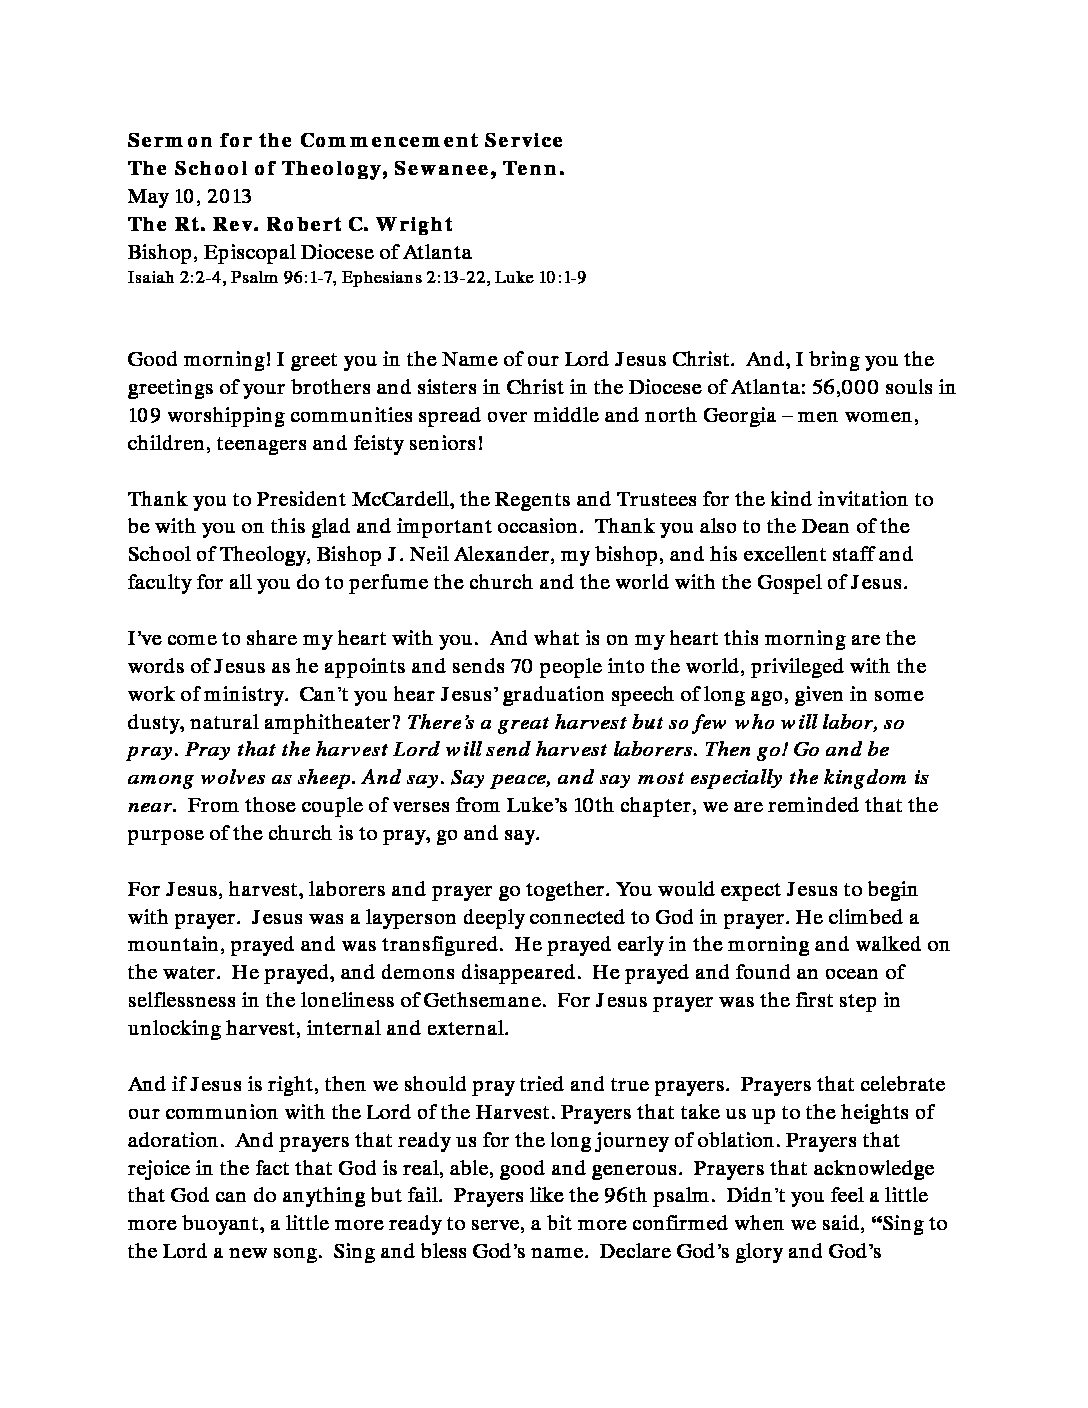 Sermon for the Commencement Service
The School of Theology, Sewanee, Tenn.
May 10, 2013
The Rt. Rev. Robert C. Wright
Bishop, Episcopal Diocese of Atlanta
Isaiah 2:2-4, Psalm 96:1-7, Ephesians 2:13-22, Luke 10:1-9
Good morning! I greet you in the Name of our Lord Jesus Christ.  And, I bring you the
greetings of your brothers and sisters in Christ in the Diocese of Atlanta: 56,000 souls in
109 worshipping communities spread over middle and north Georgia – men women,
children, teenagers and feisty seniors!
Thank you to President McCardell, the Regents and Trustees for the kind invitation to
be with you on this glad and important occasion.  Thank you also to the Dean of the
School of Theology, Bishop J. Neil Alexander, my bishop, and his excellent staff and
faculty for all you do to perfume the church and the world with the Gospel of Jesus.
I’ve come to share my heart with you.  And what is on my heart this morning are the
words of Jesus as he appoints and sends 70 people into the world, privileged with the
work of ministry.  Can’t you hear Jesus’ graduation speech of long ago, given in some
dusty, natural amphitheater? There’s a great harvest but so few who will labor, so
pray. Pray that the harvest Lord will send harvest laborers. Then go! Go and be
among wolves as sheep. And say. Say peace, and say most especially the kingdom is
near.  From those couple of verses from Luke’s 10th chapter, we are reminded that the
purpose of the church is to pray, go and say.
For Jesus, harvest, laborers and prayer go together. You would expect Jesus to begin
with prayer.  Jesus was a layperson deeply connected to God in prayer. He climbed a
mountain, prayed and was transfigured.  He prayed early in the morning and walked on
the water.  He prayed, and demons disappeared.  He prayed and found an ocean of
selflessness in the loneliness of Gethsemane.  For Jesus prayer was the first step in
unlocking harvest, internal and external.
And if Jesus is right, then we should pray tried and true prayers.  Prayers that celebrate
our communion with the Lord of the Harvest. Prayers that take us up to the heights of
adoration.  And prayers that ready us for the long journey of oblation. Prayers that
rejoice in the fact that God is real, able, good and generous.  Prayers that acknowledge
that God can do anything but fail.  Prayers like the 96th psalm.  Didn’t you feel a little
more buoyant, a little more ready to serve, a bit more confirmed when we said, “Sing to
the Lord a new song.  Sing and bless God’s name.  Declare God’s glory and God’s